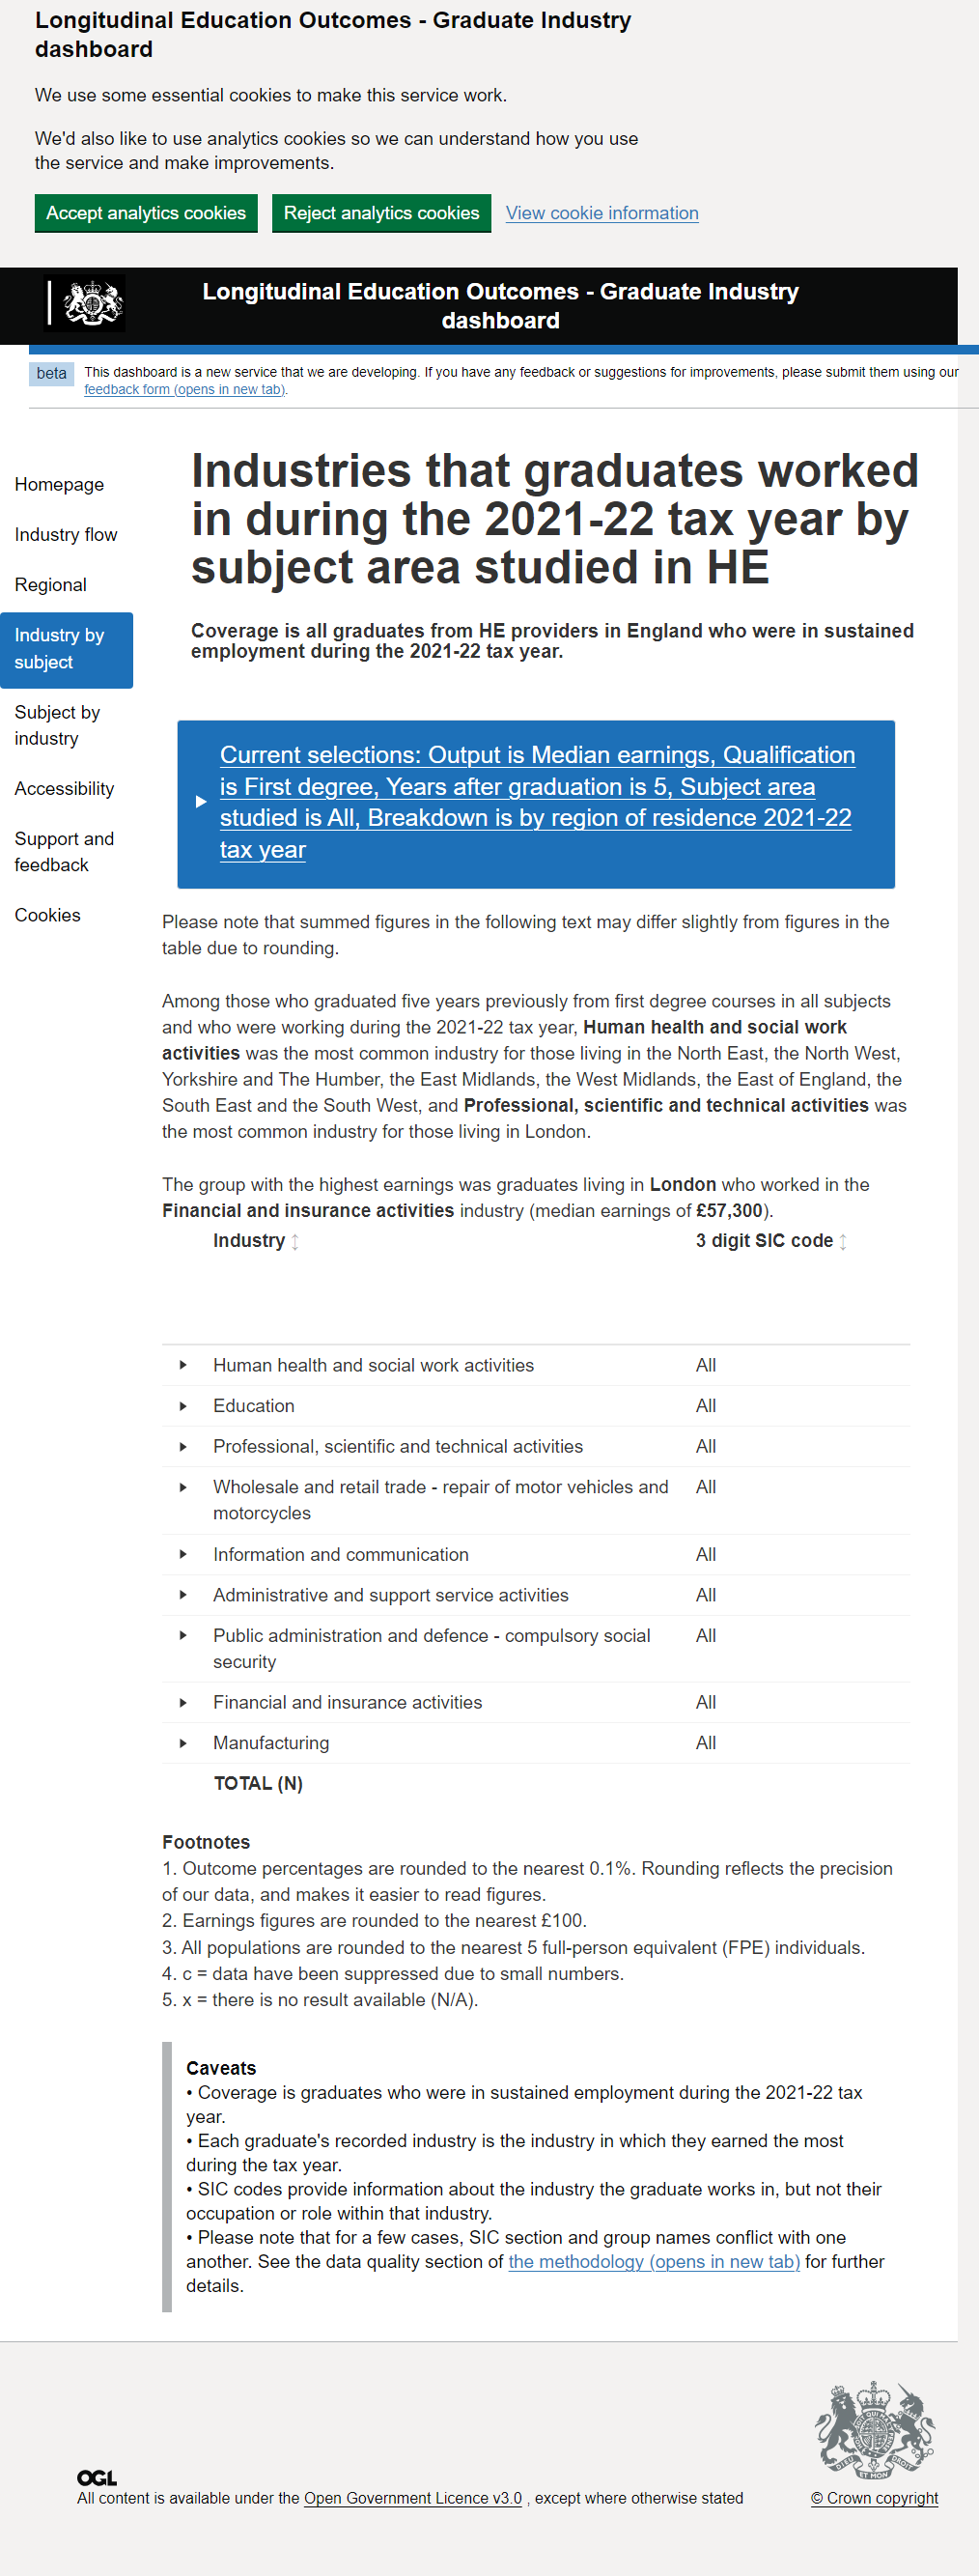 Longitudinal Education Outcomes - Graduate Industry
dashboard
We use some essential cookies to make this service work.
We'd also like to use analytics cookies so we can understand how you use
the service and make improvements.
Accept analytics cookies Reject analytics cookies View cookie information
Longitudinal Education Outcomes - Graduate Industry
dashboard
beta This dashboard is a new service that we are developing. If you have any feedback or suggestions for improvements, please submit them using our
feedback form (opens in new tab).
Homepage
Industry flow
Regional
Industry by
subject
Subject by
industry
Accessibility
Support and
feedback
Cookies
Industries that graduates worked
in during the 2021-22 tax year by
subject area studied in HE
Coverage is all graduates from HE providers in England who were in sustained
employment during the 2021-22 tax year.
Current selections: Output is Median earnings, Qualification
is First degree, Years after graduation is 5, Subject area
studied is All, Breakdown is by region of residence 2021-22
tax year
Please note that summed figures in the following text may differ slightly from figures in the
table due to rounding.
Among those who graduated five years previously from first degree courses in all subjects
and who were working during the 2021-22 tax year, Human health and social work
activities was the most common industry for those living in the North East, the North West,
Yorkshire and The Humber, the East Midlands, the West Midlands, the East of England, the
South East and the South West, and Professional, scientific and technical activities was
the most common industry for those living in London.
The group with the highest earnings was graduates living in London who worked in the
Financial and insurance activities industry (median earnings of £57,300).
Industry 3 digit SIC code
Human health and social work activities All
Education All
Professional, scientific and technical activities All
Wholesale and retail trade - repair of motor vehicles and All
motorcycles
Information and communication All
Administrative and support service activities All
Public administration and defence - compulsory social All
security
Financial and insurance activities All
Manufacturing All
TOTAL (N)
Footnotes
1. Outcome percentages are rounded to the nearest 0.1%. Rounding reflects the precision
of our data, and makes it easier to read figures.
2. Earnings figures are rounded to the nearest £100.
3. All populations are rounded to the nearest 5 full-person equivalent (FPE) individuals.
4. c = data have been suppressed due to small numbers.
5. x = there is no result available (N/A).
Caveats
• Coverage is graduates who were in sustained employment during the 2021-22 tax
year.
• Each graduate's recorded industry is the industry in which they earned the most
during the tax year.
• SIC codes provide information about the industry the graduate works in, but not their
occupation or role within that industry.
• Please note that for a few cases, SIC section and group names conflict with one
another. See the data quality section of the methodology (opens in new tab) for further
details.
OGL
All content is available under the Open Government Licence v3.0 , except where otherwise stated
© Crown copyright